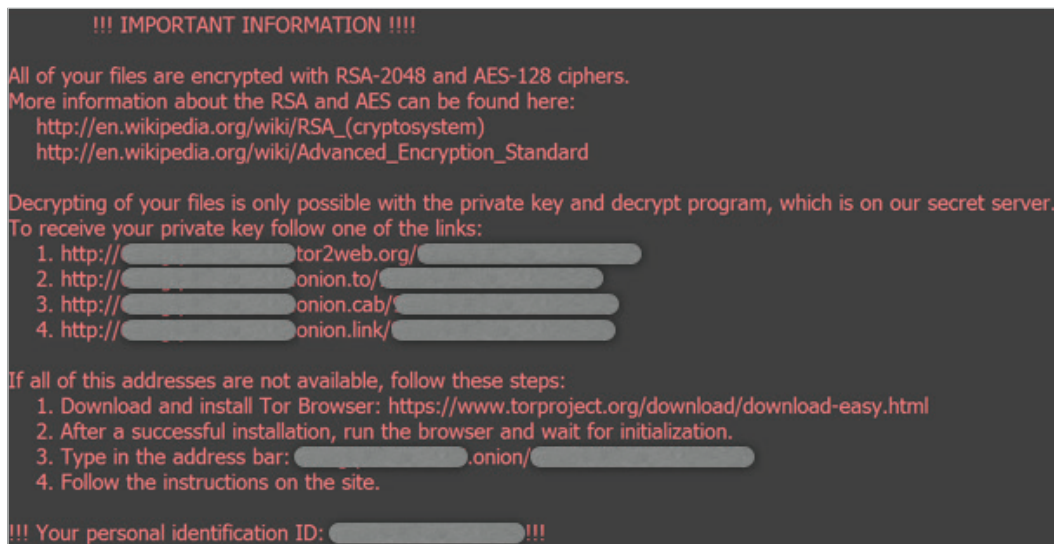 !!! IMPORTANT INFORMATION !!!!
All of your files are encrypted with RSA-2048 and AES-128 ciphers.
More information about the RSA and AES can be found here:
http://en.wikipedia.org/wiki/RSA_(cryptosystem)
http://en.wikipedia.org/wiki/Advanced_Encryption_Standard
Decrypting of your files is only possible with the private key and decrypt program, which is on our secret server.
To receive your private key follow one of the links:
1. http:// tor2web.org/
2. http:// onion.to/
3. http:// onion.cab/
4. http:// onion.link/
If all of this addresses are not available, follow these steps:
1. Download and install Tor Browser: https://www.torproject.org/download/download-easy.html
2. After a successful installation, run the browser and wait for initialization.
3. Type in the address bar: .onion/
4. Follow the instructions on the site.
!!! Your personal identification ID: !!!